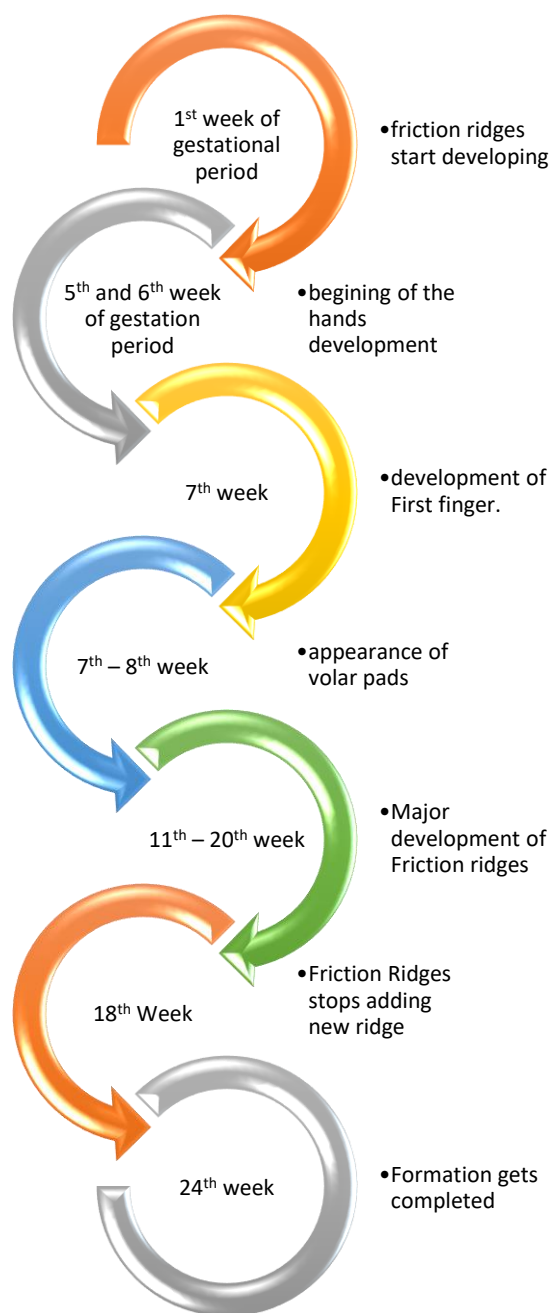 1st week of
gestational
period
•friction ridges
start developing
5th and 6th week
of gestation
period
•begining of the
hands
development
7th week
•development of
First finger.
7th – 8th week
•appearance of
volar pads
11th – 20th week
•Major
development of
Friction ridges
18th Week
•Friction Ridges
stops adding
new ridge
24th week
•Formation gets
completed